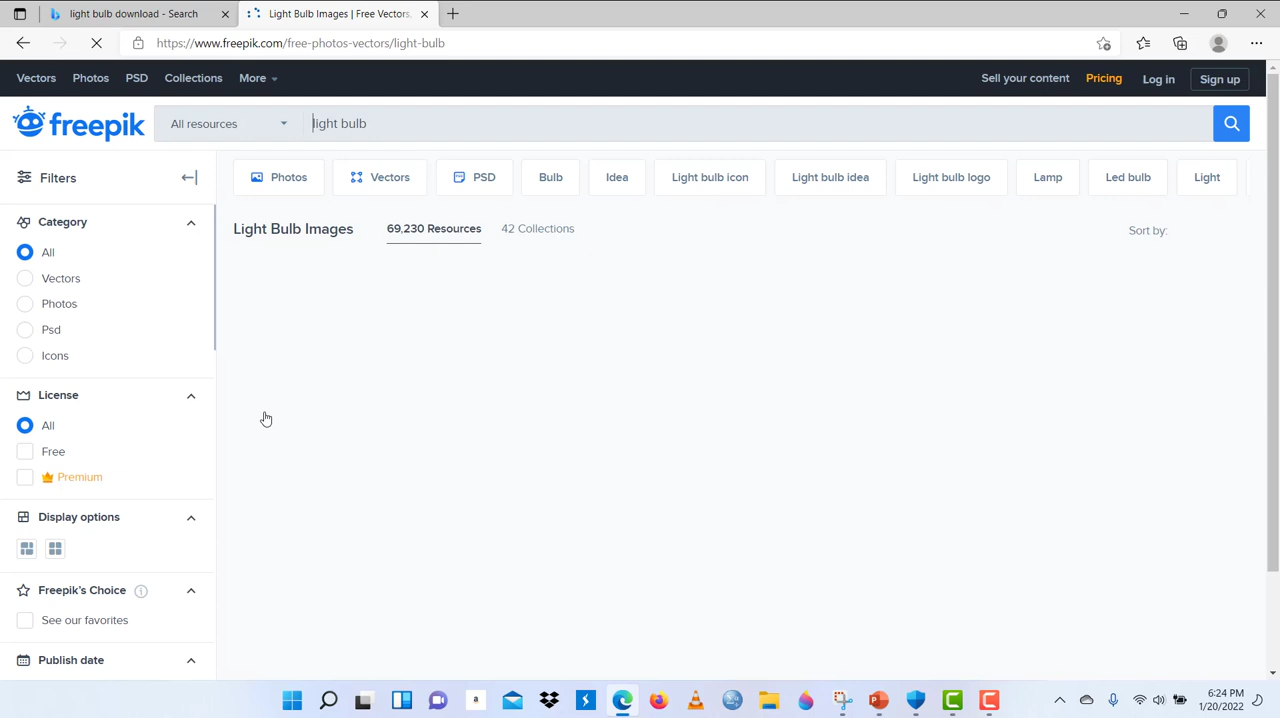 light bulb download - Search
Light Bulb Images | Free Vectors,
https://www.freepik.com/free-photos-vectors/light-bulb
Vectors Photos PSD Collections More Sell your content Pricing Log in Sign up
freepik All resources light bulb
Filters Photos Vectors PSD Bulb Idea Light bulb icon Light bulb idea Light bulb logo Lamp Led bulb Light
Category
Light Bulb Images 69,230 Resources 42 Collections Sort by:
All
Vectors
Photos
Psd
Icons
License
All
Free
Premium
Display options
Freepik's Choice
See our favorites
Publish date
6:24 PM
1/20/2022